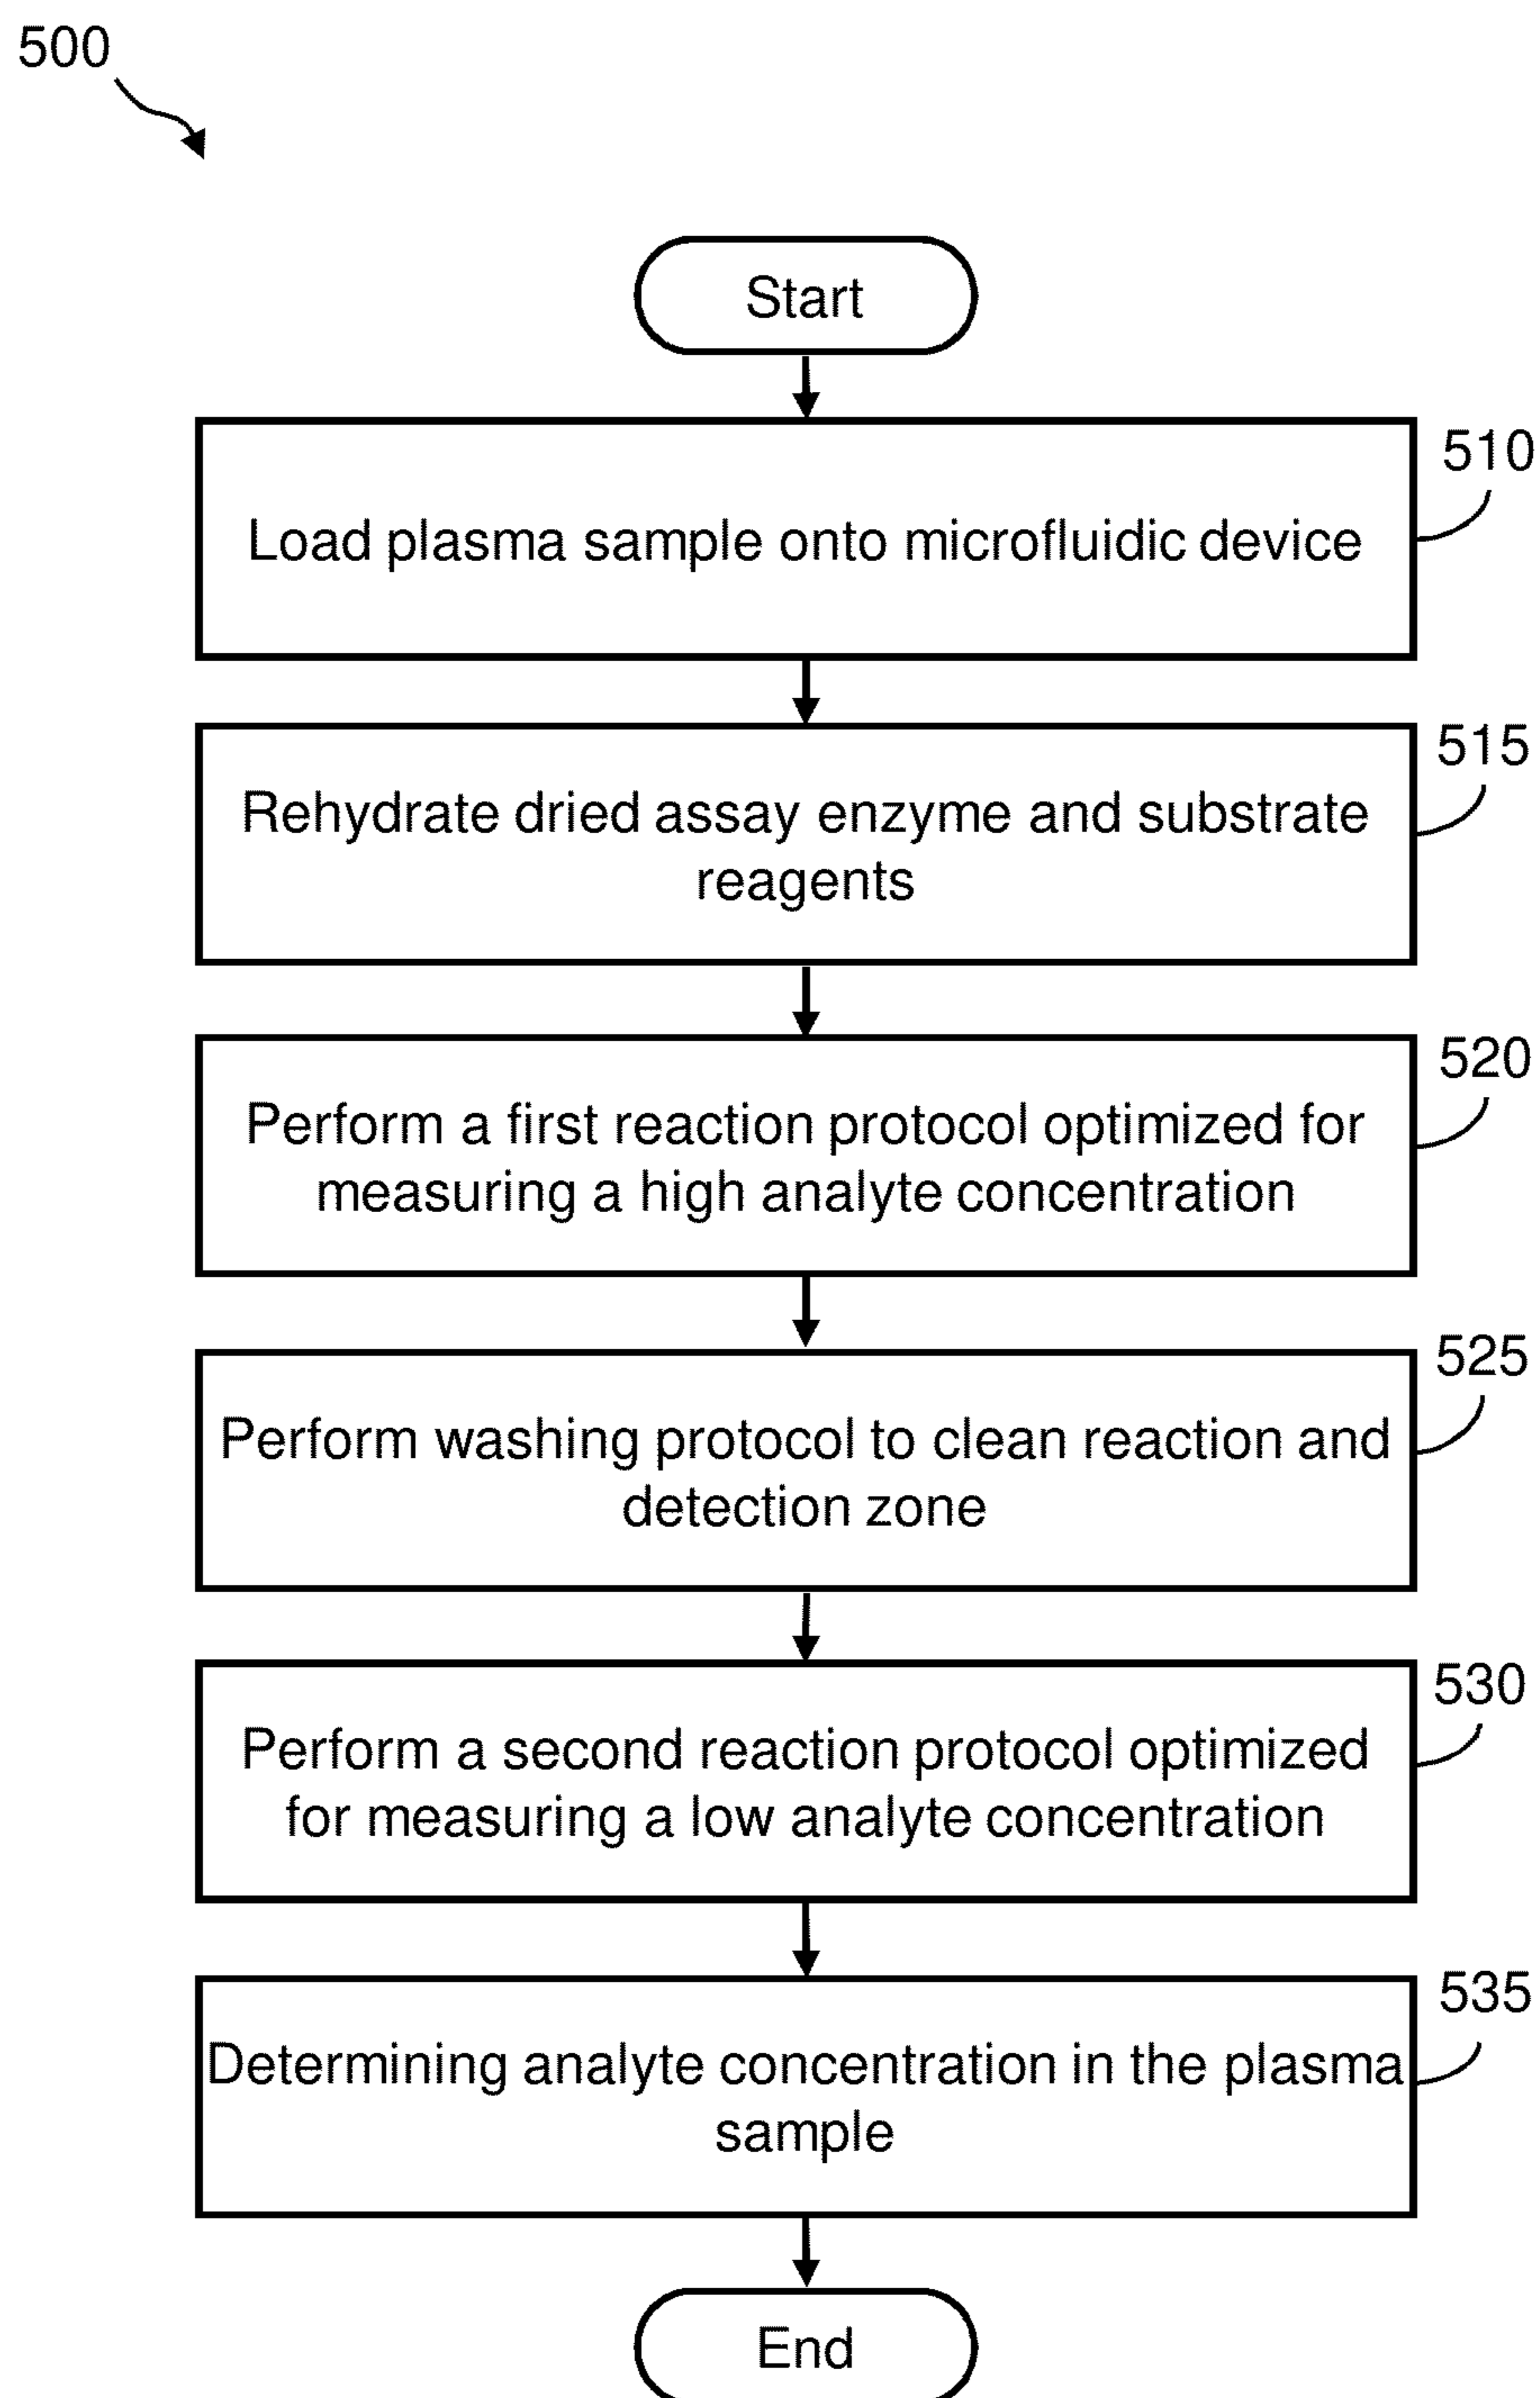 500
Start
510
Load plasma sample onto microfluidic device
515
Rehydrate dried assay enzyme and substrate
reagents
520
Perform a first reaction protocol optimized for
measuring a high analyte concentration
525
Perform washing protocol to clean reaction and
detection zone
530
Perform a second reaction protocol optimized
for measuring a low analyte concentration
535
Determining analyte concentration in the plasma
sample
End